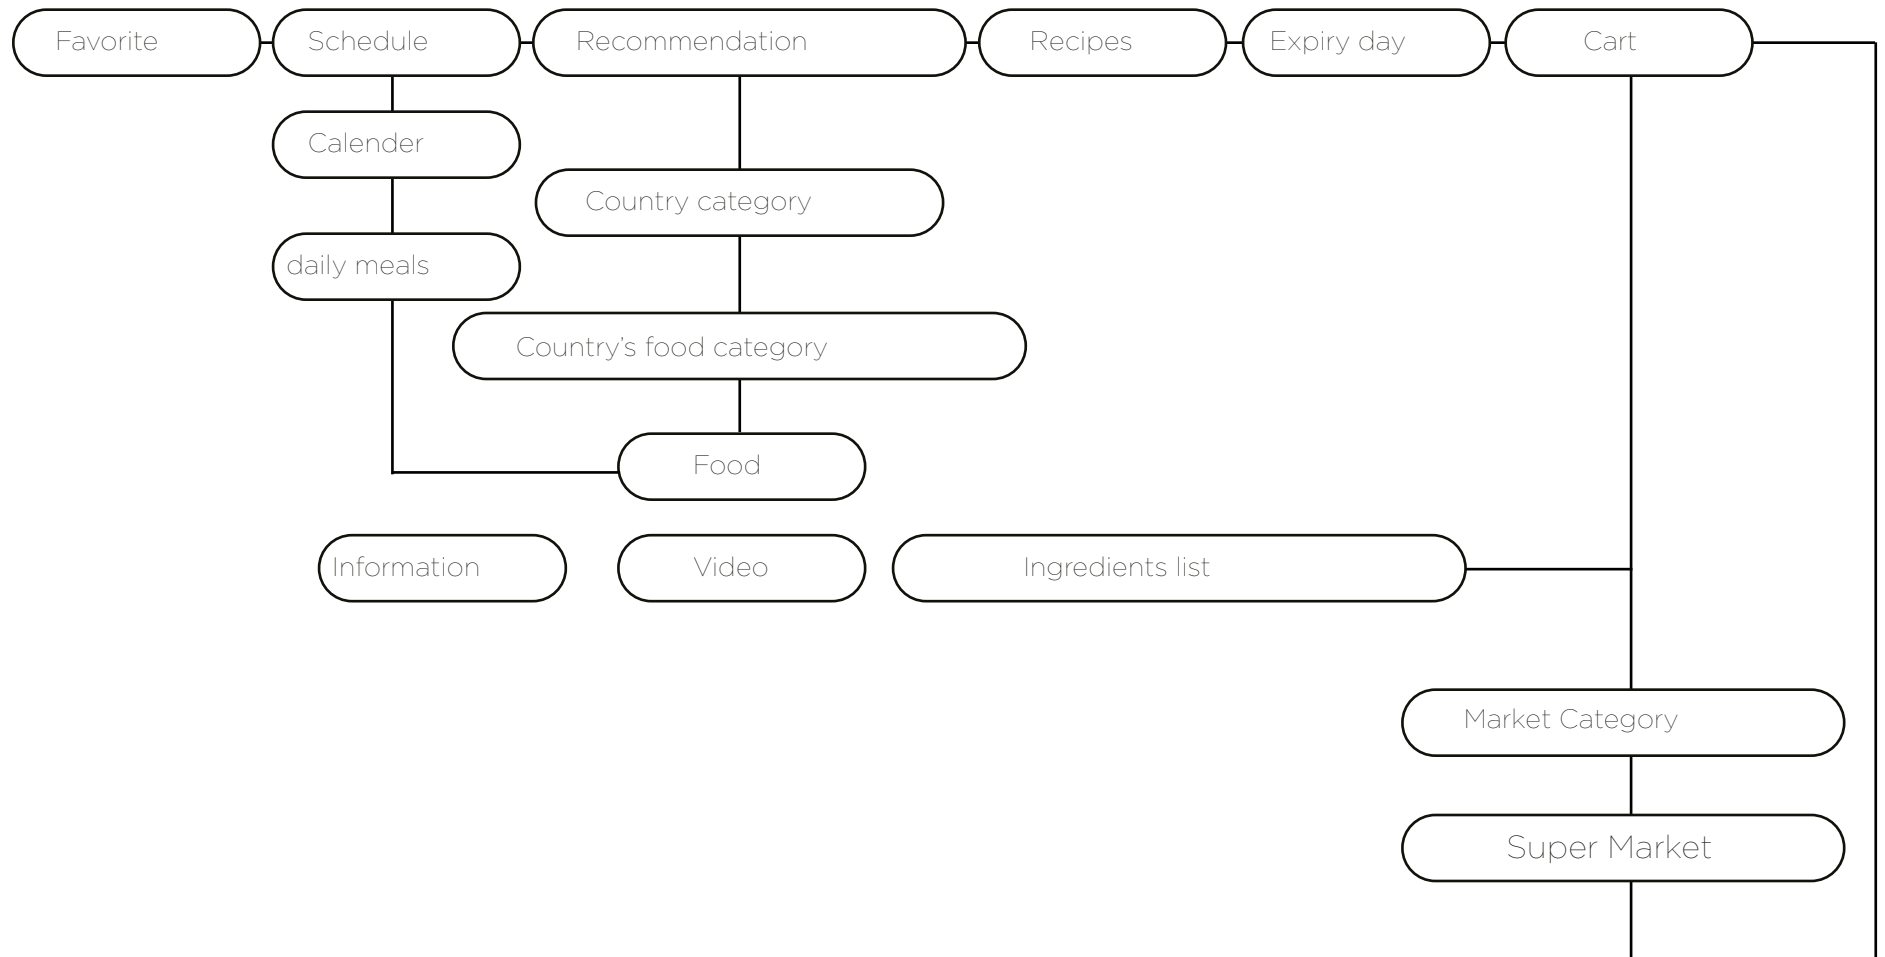 Favorite
Schedule
Recommendation
Recipes
Expiry day
Cart
Calender
Country category
daily meals
Country’s food category
Food
Information
Video
Ingredients list
Market Category
Super Market